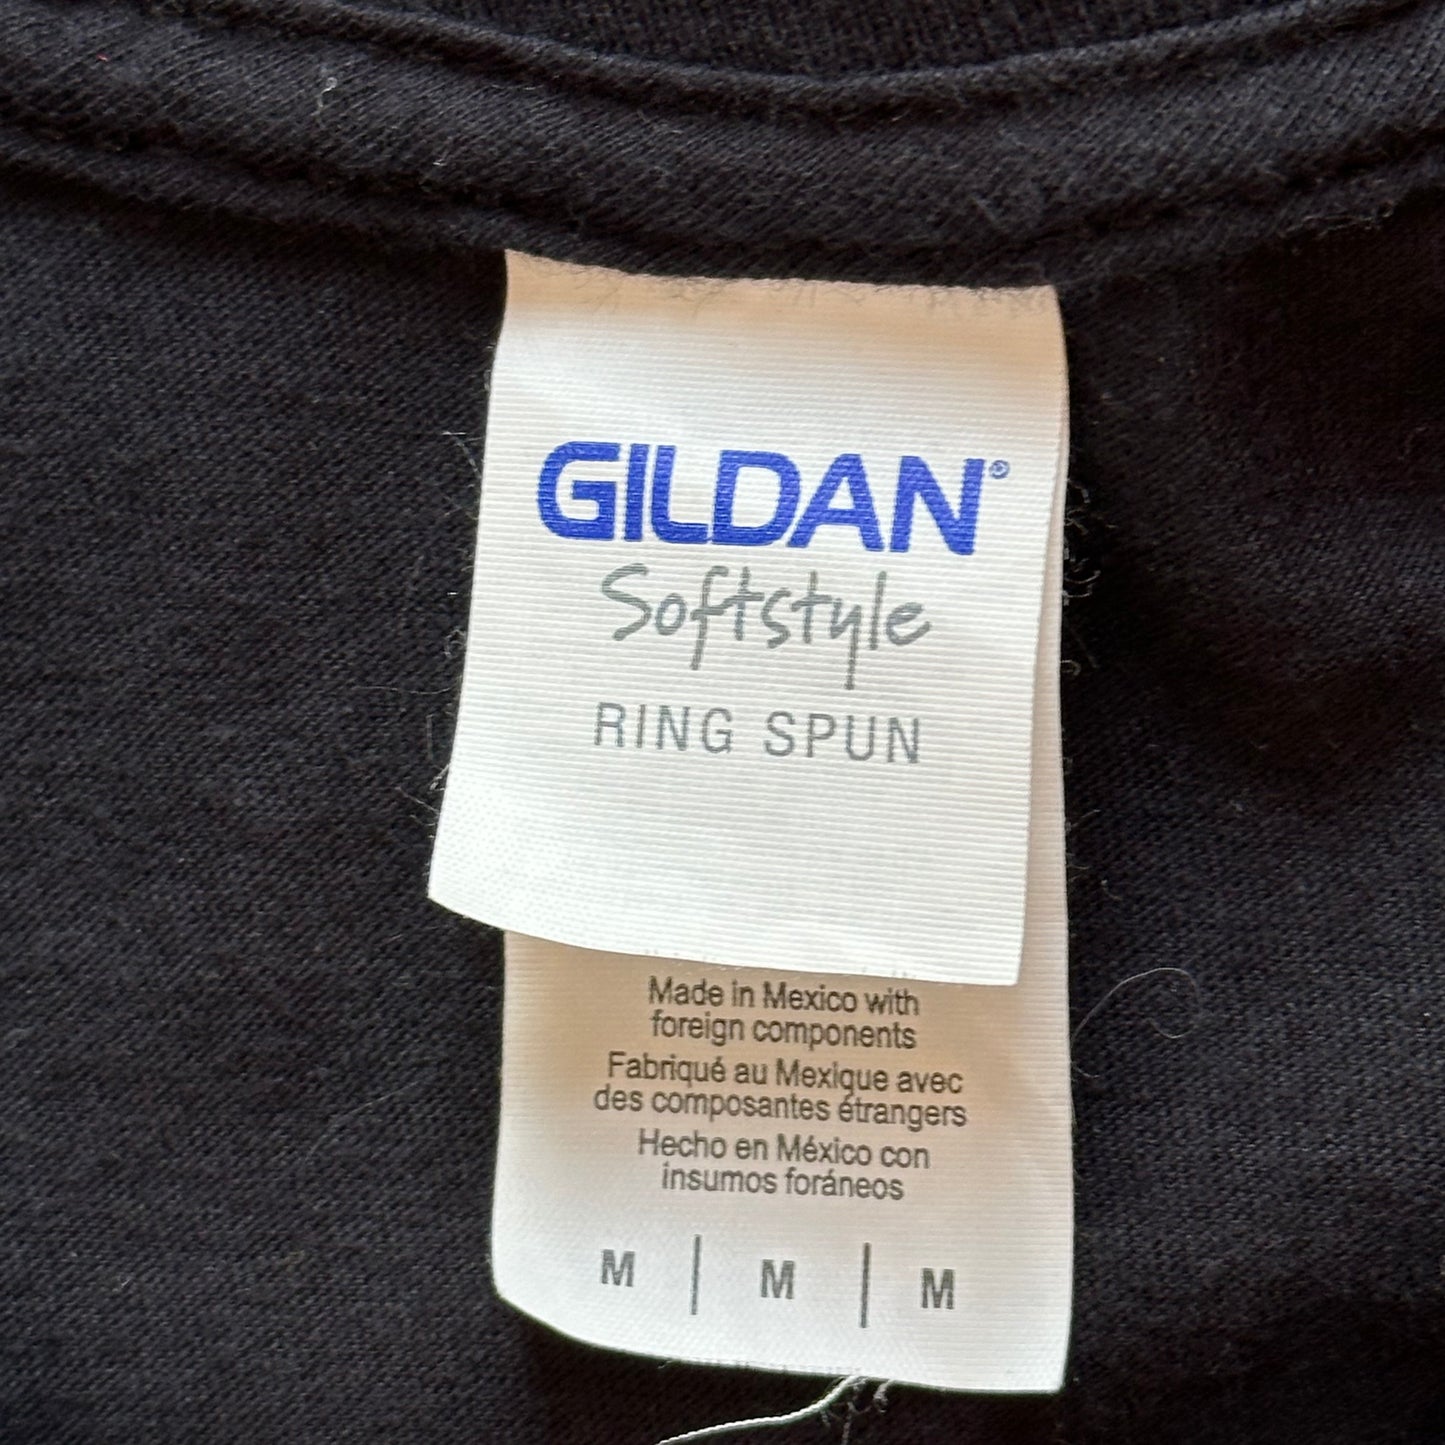 GILDAN®
Softstyle
RING SPUN
Made in Mexico with
foreign components
Fabriqué au Mexique avec
des composantes étrangers
Hecho en México con
insumos foráneos
M | M | M